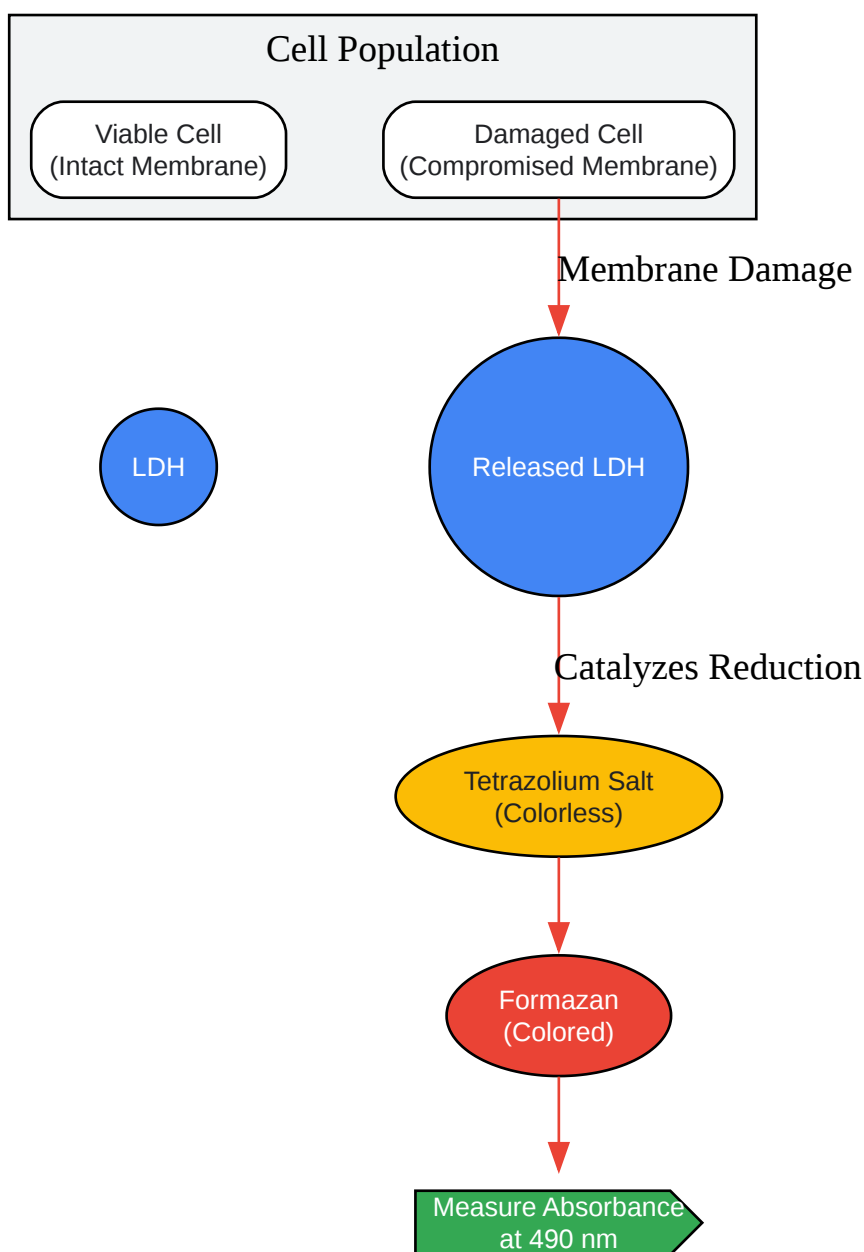 Cell Population
Viable Cell
(Intact Membrane)
Damaged Cell
(Compromised Membrane)
Membrane Damage
LDH
Released LDH
Catalyzes Reduction
Tetrazolium Salt
(Colorless)
Formazan
(Colored)
Measure Absorbance
at 490 nm